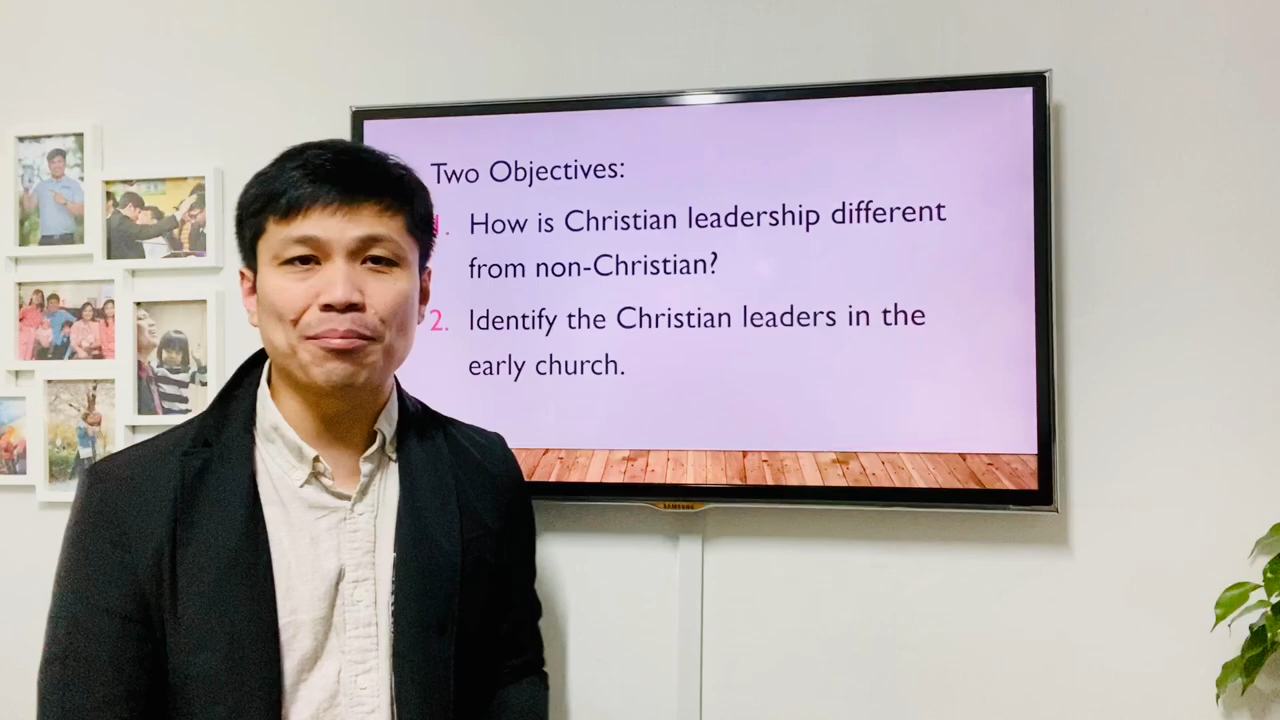 Two Objectives:
1. How is Christian leadership different
from non-Christian?
2. Identify the Christian leaders in the
early church.
SAMSUNG